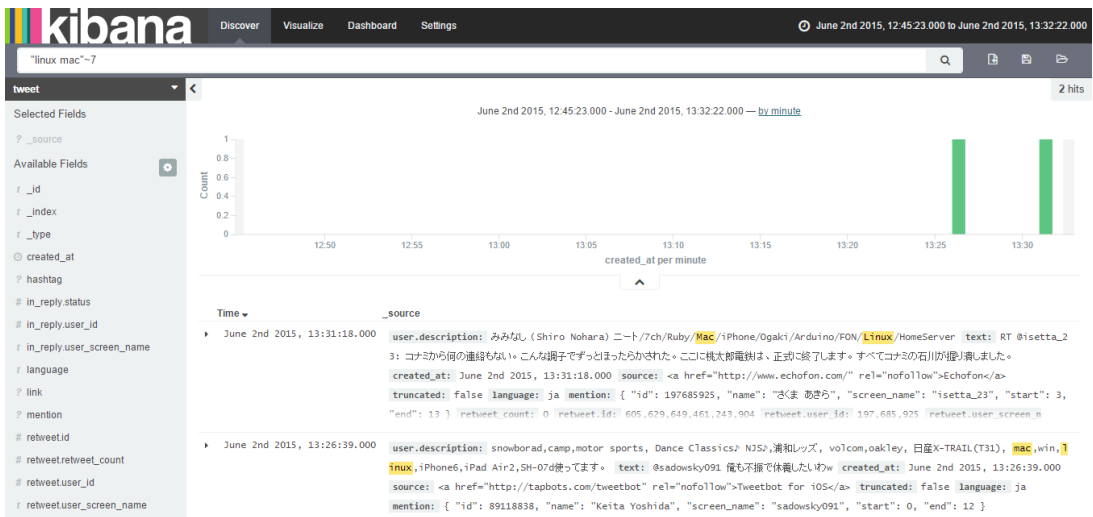 kibana
Discover Visualize Dashboard Settings
June 2nd 2015, 12:45:23.000 to June 2nd 2015, 13:32:22.000
"linux mac"~7
tweet
2 hits
Selected Fields
? _source
Available Fields
t _id
t _index
t _type
created_at
? hashtag
# in_reply.status
# in_reply.user_id
t in_reply.user_screen_name
t language
? link
? mention
# retweet.id
# retweet.retweet_count
# retweet.user_id
t retweet.user_screen_name
June 2nd 2015, 12:45:23.000 - June 2nd 2015, 13:32:22.000 — by minute
Count
1
0.8
0.6
0.4
0.2
0
12:50 12:55 13:00 13:05 13:10 13:15 13:20 13:25 13:30
created_at per minute
Time _source
June 2nd 2015, 13:31:18.000 user.description: みみなし (Shiro Nohara) ニート/7ch/Ruby/Mac/iPhone/Ogaki/Arduino/FON/Linux/HomeServer text: RT @isetta_2
3: コナミから何の連絡もない。こんな調子でずっとほったらかされた。ここに桃太郎電鉄は、正式に終了します。すべてコナミの石川が握り潰しました。
created_at: June 2nd 2015, 13:31:18.000 source: <a href="http://www.echofon.com/" rel="nofollow">Echofon</a>
truncated: false language: ja mention: { "id": 197685925, "name": "さくま あきら", "screen_name": "isetta_23", "start": 3,
"end": 13 } retweet_count: 0 retweet.id: 605,629,649,461,243,904 retweet.user_id: 197,685,925 retweet.user_screen_n
June 2nd 2015, 13:26:39.000 user.description: snowborad,camp,motor sports, Dance Classics♪ NJS♪,浦和レッズ, volcom,oakley, 日産X-TRAIL(T31), mac,win,l
inux,iPhone6,iPad Air2,SH-07d使ってます。 text: @sadowsky091 俺も不振で休養したいわw created_at: June 2nd 2015, 13:26:39.000
source: <a href="http://tapbots.com/tweetbot" rel="nofollow">Tweetbot for iOS</a> truncated: false language: ja
mention: { "id": 89118838, "name": "Keita Yoshida", "screen_name": "sadowsky091", "start": 0, "end": 12 }